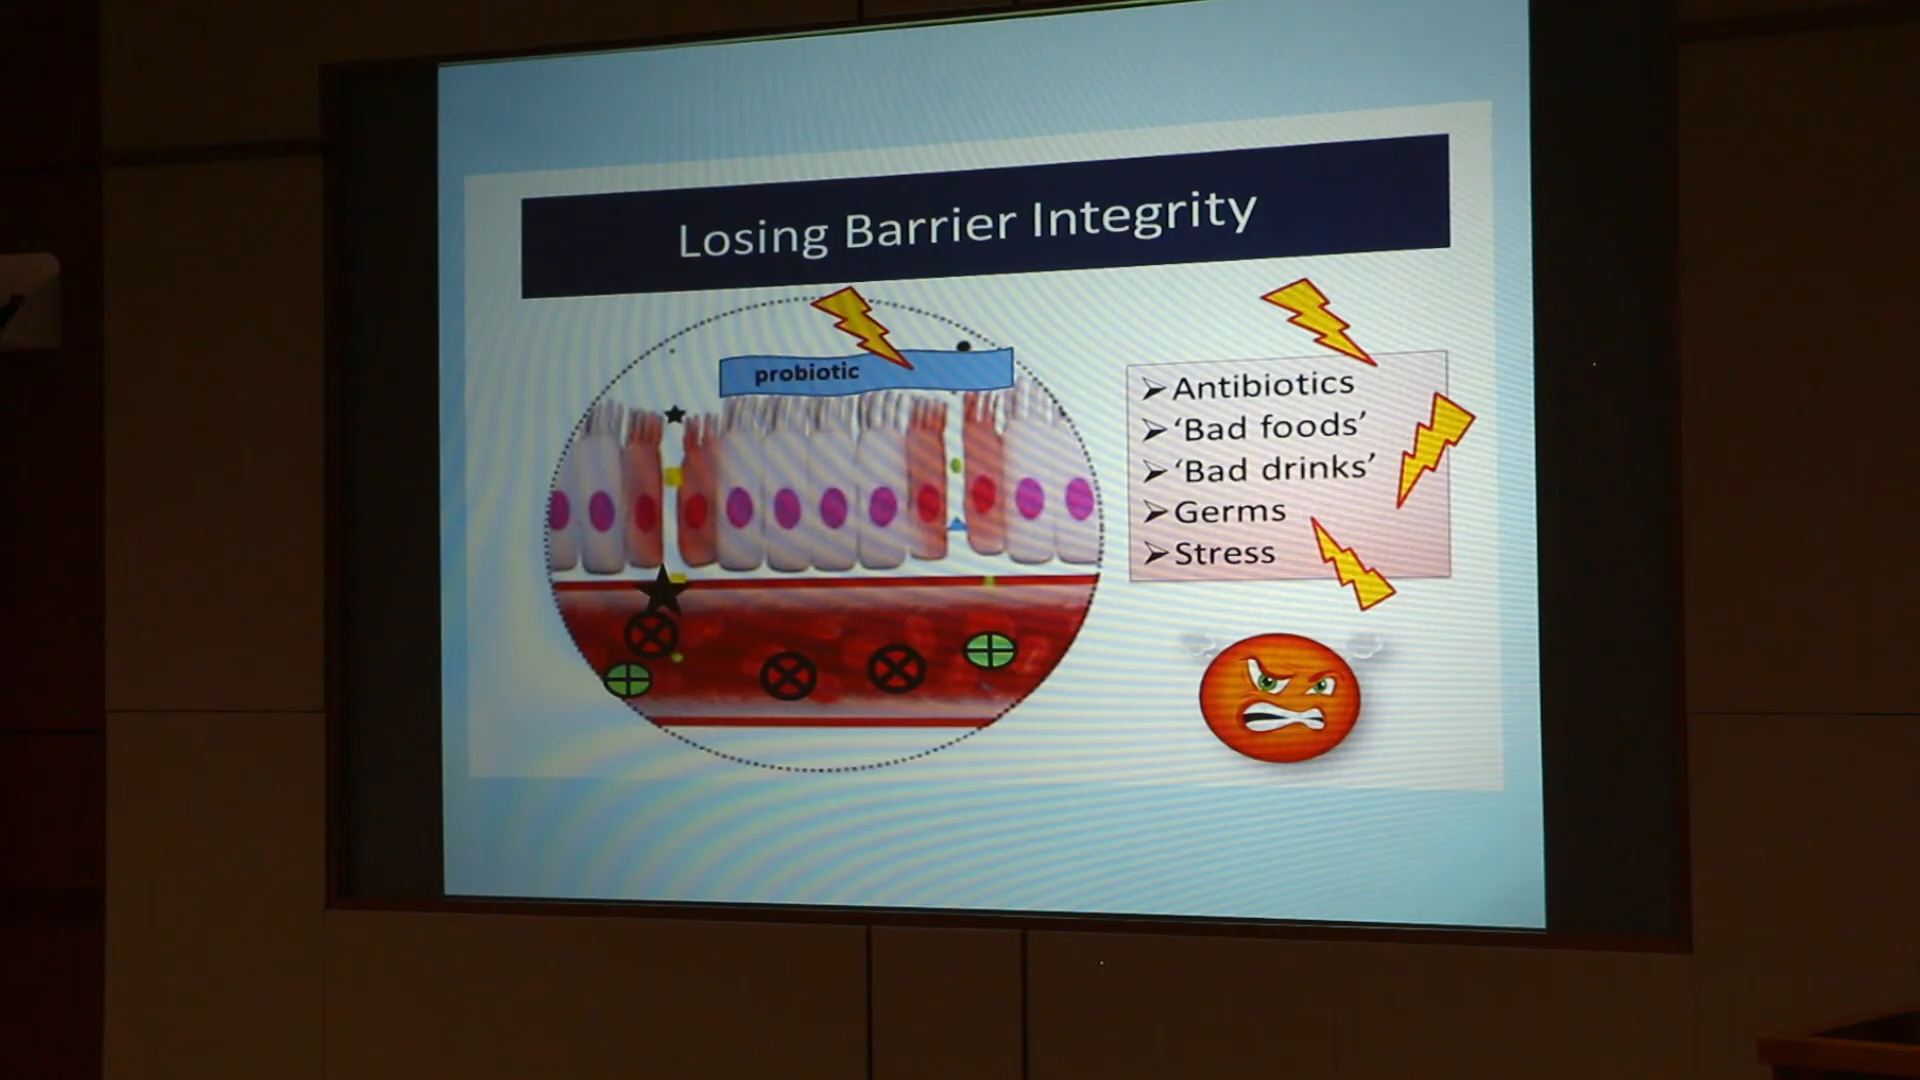 Losing Barrier Integrity
probiotic
➢Antibiotics
➢‘Bad foods’
➢‘Bad drinks’
➢Germs
➢Stress